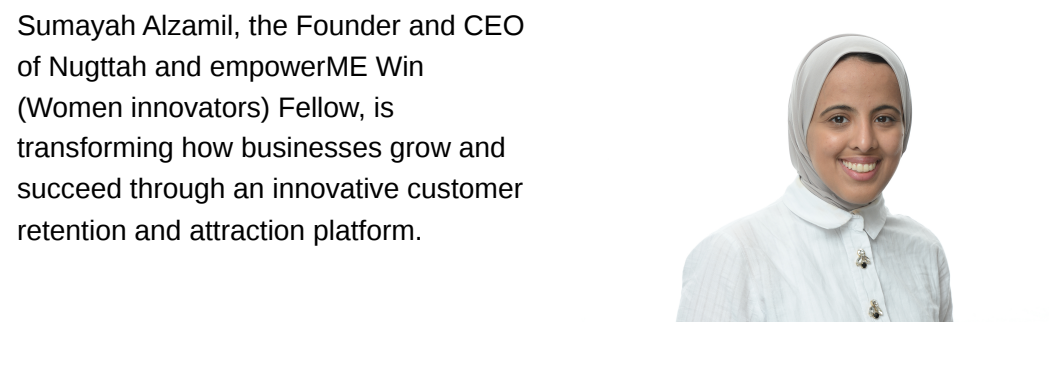 Sumayah Alzamil, the Founder and CEO
of Nugttah and empowerME Win
(Women innovators) Fellow, is
transforming how businesses grow and
succeed through an innovative customer
retention and attraction platform.